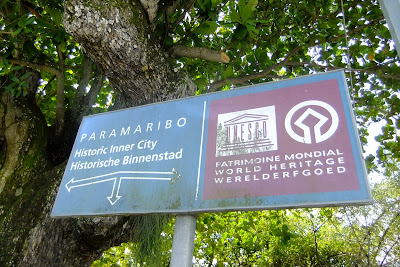 PARAMARIBO
Historic Inner City
Historische Binnenstad
UNESCO
PATRIMOINE MONDIAL
WORLD HERITAGE
WERELDERFGOED